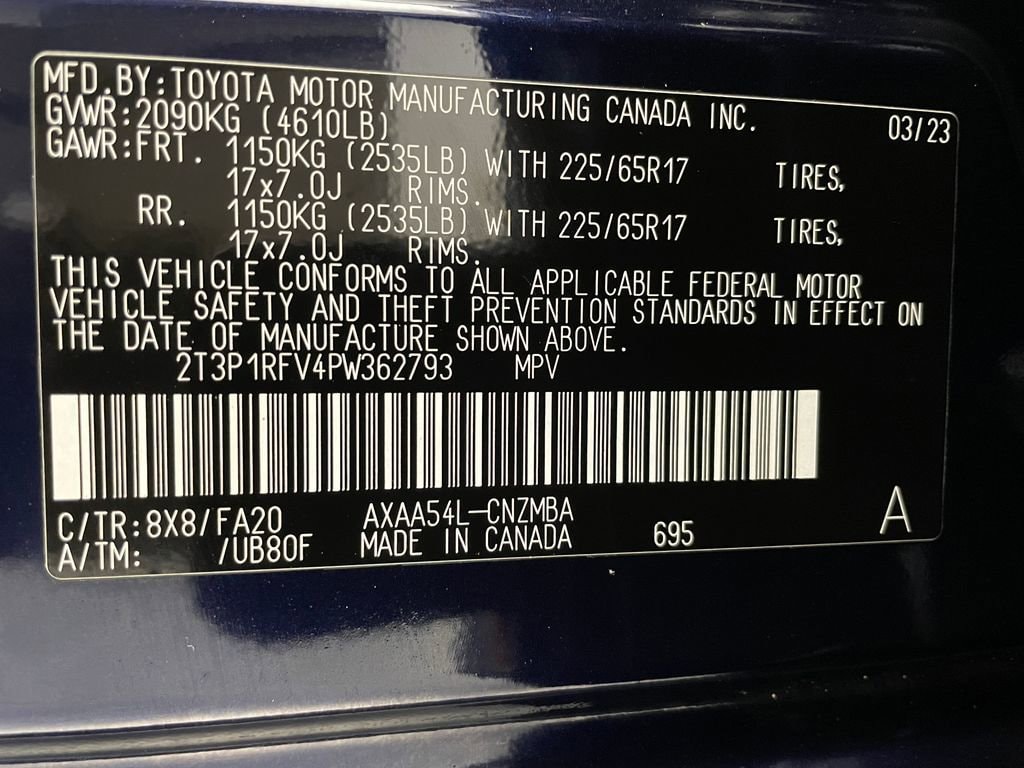 MFD.BY:TOYOTA MOTOR MANUFACTURING CANADA INC. 03/23
GVWR:2090KG (4610LB)
GAWR:FRT. 1150KG (2535LB) WITH 225/65R17 TIRES,
17x7.0J RIMS.
RR. 1150KG (2535LB) WITH 225/65R17 TIRES,
17x7.0J RIMS.
THIS VEHICLE CONFORMS TO ALL APPLICABLE FEDERAL MOTOR
VEHICLE SAFETY AND THEFT PREVENTION STANDARDS IN EFFECT ON
THE DATE OF MANUFACTURE SHOWN ABOVE.
2T3P1RFV4PW362793 MPV
C/TR:8X8/FA20 AXAA54L-CNZMBA A
A/TM: /UB80F MADE IN CANADA 695